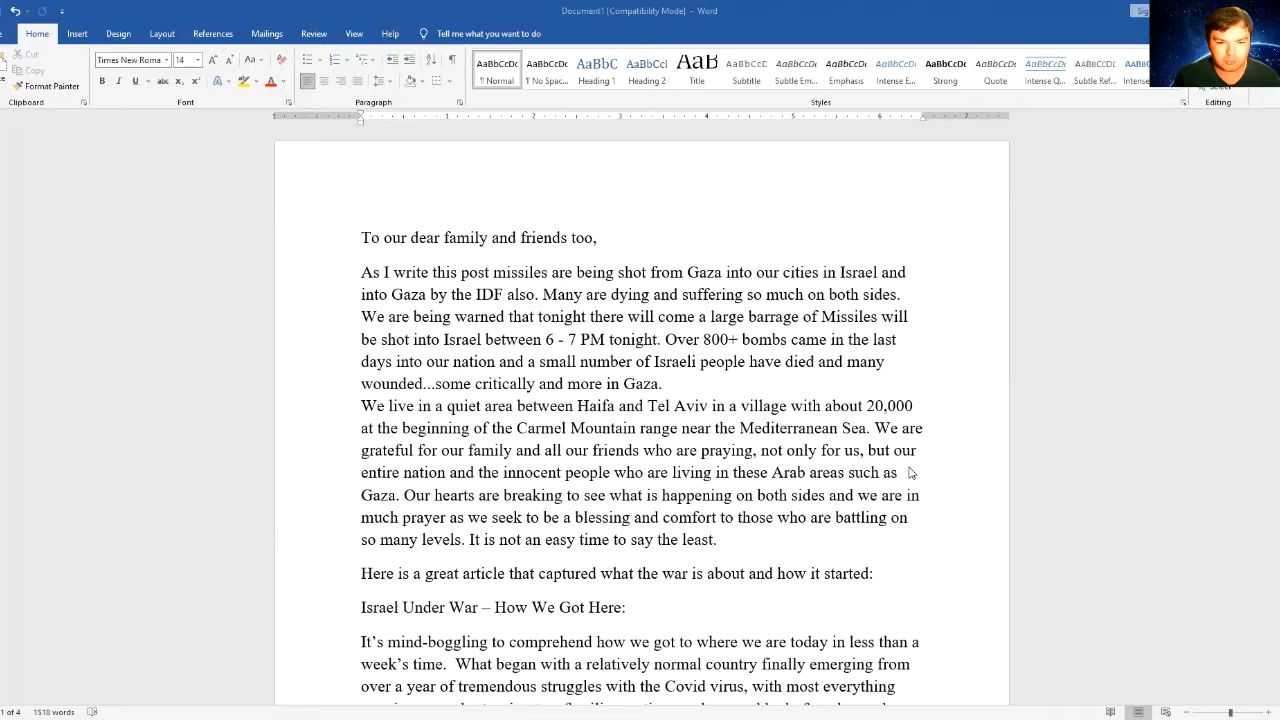 Document1 [Compatibility Mode] - Word
Home Insert Design Layout References Mailings Review View Help Tell me what you want to do
Cut
Copy
Format Painter
Clipboard
Times New Roma 14
Font
Paragraph
AaBbCcDc AaBbCcDc AaBbC AaBbCcI AaB AaBbCcD AaBbCcDc AaBbCcDc AaBbCcDc AaBbCcDc AaBbCcDc AaBbCcDc
¶ Normal ¶ No Spac... Heading 1 Heading 2 Title Subtitle Subtle Em... Emphasis Intense E... Strong Quote Intense Q... Subtle Ref... Intense
Styles
Editing
To our dear family and friends too,
As I write this post missiles are being shot from Gaza into our cities in Israel and
into Gaza by the IDF also. Many are dying and suffering so much on both sides.
We are being warned that tonight there will come a large barrage of Missiles will
be shot into Israel between 6 - 7 PM tonight. Over 800+ bombs came in the last
days into our nation and a small number of Israeli people have died and many
wounded...some critically and more in Gaza.
We live in a quiet area between Haifa and Tel Aviv in a village with about 20,000
at the beginning of the Carmel Mountain range near the Mediterranean Sea. We are
grateful for our family and all our friends who are praying, not only for us, but our
entire nation and the innocent people who are living in these Arab areas such as
Gaza. Our hearts are breaking to see what is happening on both sides and we are in
much prayer as we seek to be a blessing and comfort to those who are battling on
so many levels. It is not an easy time to say the least.
Here is a great article that captured what the war is about and how it started:
Israel Under War – How We Got Here:
It’s mind-boggling to comprehend how we got to where we are today in less than a
week’s time.  What began with a relatively normal country finally emerging from
over a year of tremendous struggles with the Covid virus, with most everything
1 of 4 1518 words